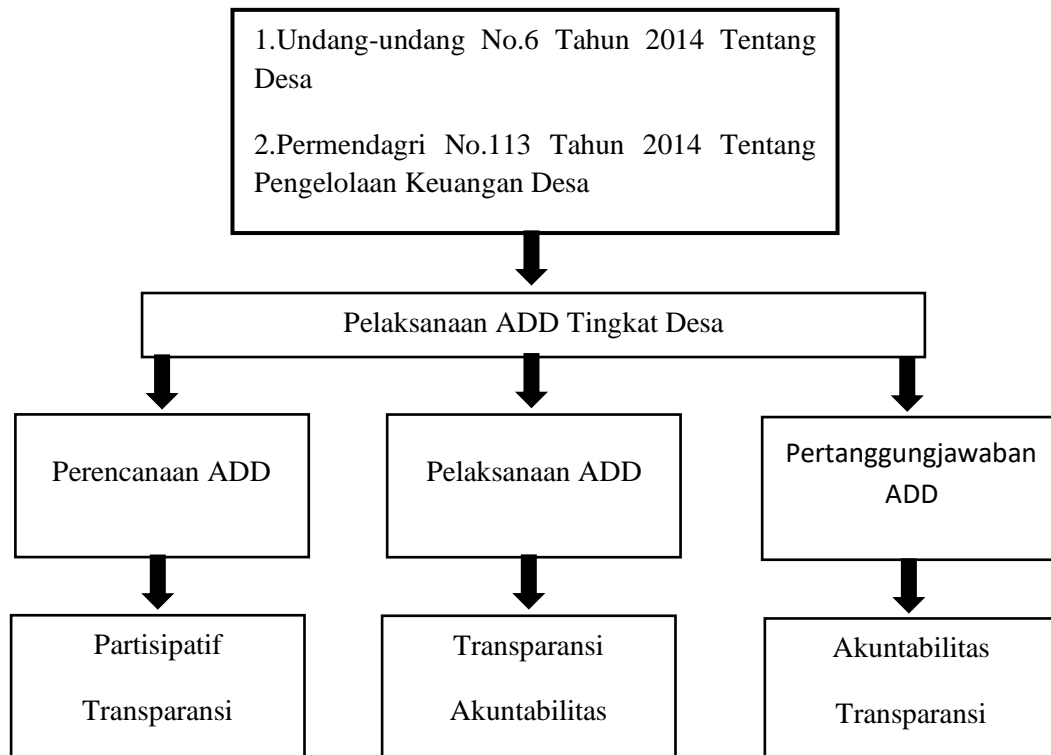 1.Undang-undang No.6 Tahun 2014 Tentang
Desa
2.Permendagri No.113 Tahun 2014 Tentang
Pengelolaan Keuangan Desa
Pelaksanaan ADD Tingkat Desa
Perencanaan ADD
Pelaksanaan ADD
Pertanggungjawaban
ADD
Partisipatif
Transparansi
Transparansi
Akuntabilitas
Akuntabilitas
Transparansi